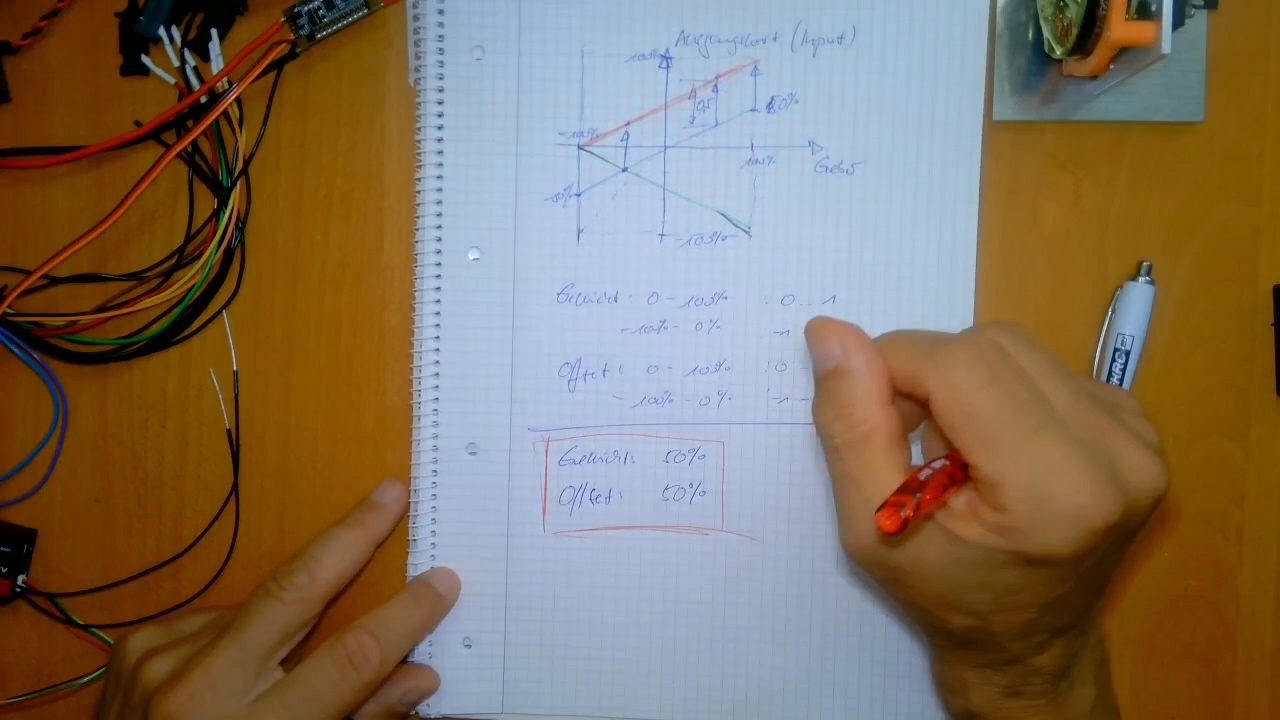 100%
Ausgangswert (Input)
-100%
0,5
50%
100%
-50%
-100%
Gewicht: 0 - 100% : 0...1
-100% - 0% : -1
Offset: 0 - 100% : 0 -
-100% - 0% : -1 -
Gewicht: 50%
Offset: 50%